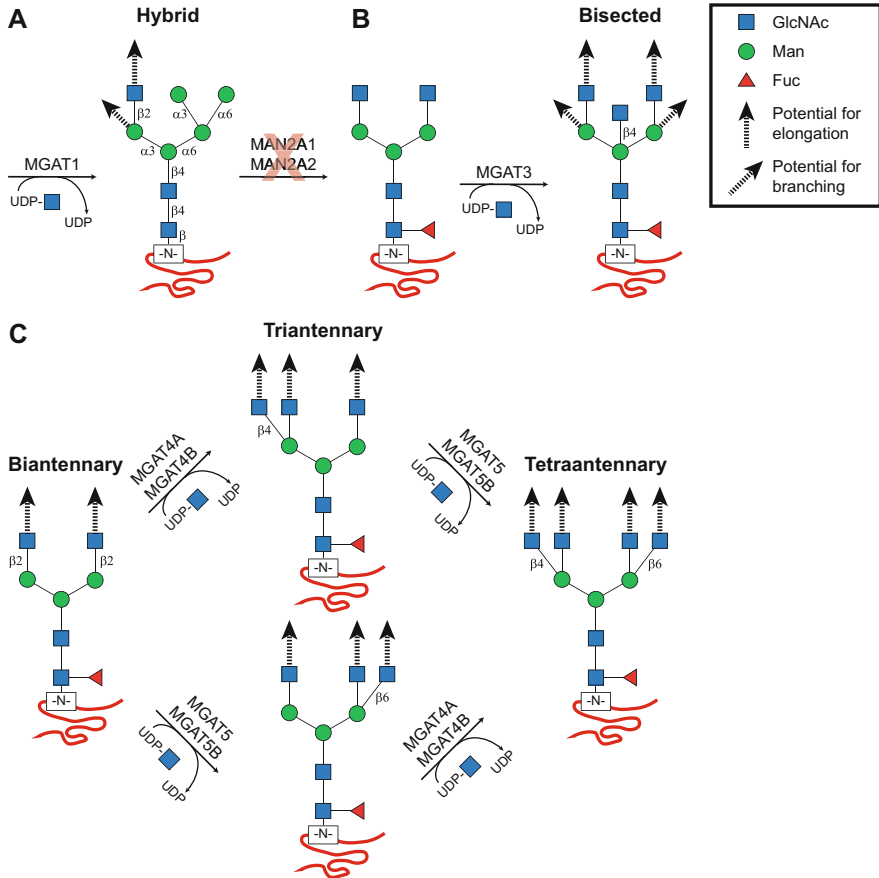 A
Hybrid
β2
α3
α6
α3
α6
β4
β4
β
-N-
MGAT1
UDP-
UDP
MAN2A1
MAN2A2
X
B
MGAT3
UDP-
UDP
-N-
Bisected
β4
-N-
GlcNAc
Man
Fuc
Potential for
elongation
Potential for
branching
C
Biantennary
β2
β2
-N-
MGAT4A
MGAT4B
UDP-
UDP
Triantennary
β4
-N-
MGAT5
MGAT5B
UDP-
UDP
Tetraantennary
β4
β6
-N-
MGAT5
MGAT5B
UDP-
UDP
β6
-N-
MGAT4A
MGAT4B
UDP-
UDP